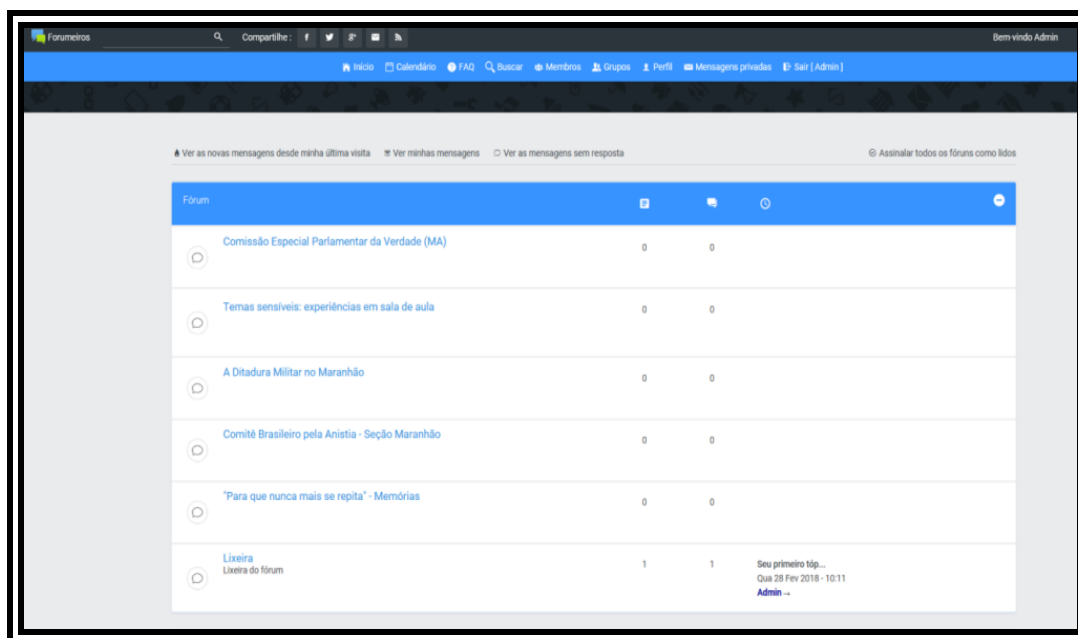 Forumeiros Compartilhe : Bem-vindo Admin
Início Calendário FAQ Buscar Membros Grupos Perfil Mensagens privadas Sair [ Admin ]
Ver as novas mensagens desde minha última visita Ver minhas mensagens Ver as mensagens sem resposta Assinalar todos os fóruns como lidos
Fórum
Comissão Especial Parlamentar da Verdade (MA) 0 0
Temas sensíveis: experiências em sala de aula 0 0
A Ditadura Militar no Maranhão 0 0
Comitê Brasileiro pela Anistia - Seção Maranhão 0 0
"Para que nunca mais se repita" - Memórias 0 0
Lixeira 1 1 Seu primeiro tóp...
Lixeira do fórum Qua 28 Fev 2018 - 10:11
Admin →